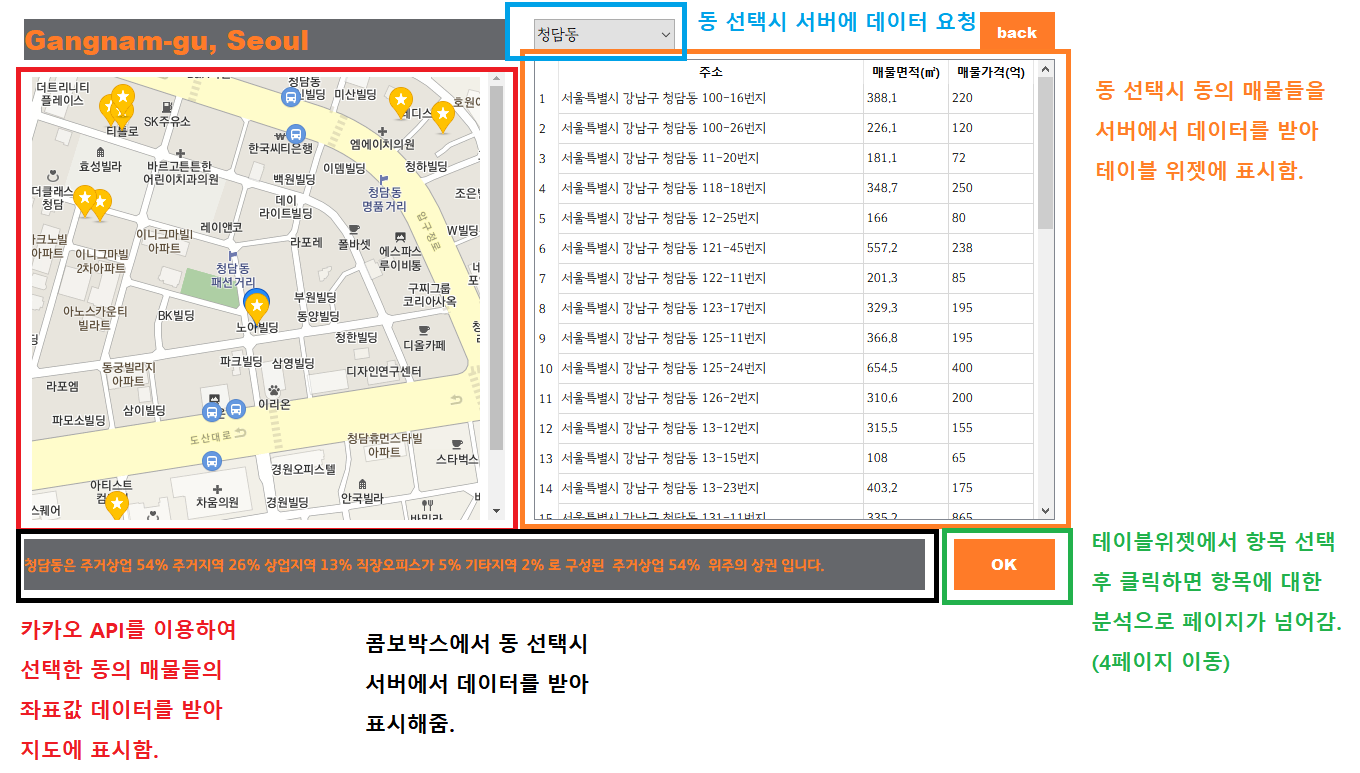 Gangnam-gu, Seoul
청담동
동 선택시 서버에 데이터 요청
back
더트리니티
플레이스
티블로
SK주유소
청담동
빌딩
미산빌딩
호원
레디스
한국씨티은행
엠에이치의원
효성빌라
바르고튼튼한
어린이치과의원
이뎀빌딩
청하빌딩
백원빌딩
청담동
명품거리
조은
더클래스
청담
데이
라이트빌딩
레이앤코
압구정로
W빌딩
이니그마빌I
아파트
라포레
폴바셋
에스파스
루이비통
크노빌
아파트
이니그마빌
2차아파트
청담동
패션거리
구찌그룹
코리아사옥
부원빌딩
동양빌딩
아노스카운티
빌라트
BK빌딩
노아빌딩
청한빌딩
디올카페
파크빌딩
삼영빌딩
동궁빌리지
아파트
디자인연구센터
라포엠
삼이빌딩
이리온
파모소빌딩
도산대로
청담휴먼스타빌
아파트
스타벅스
경원오피스텔
아티스트
차움의원
경원빌딩
안국빌라
스퀘어
바밀라
주소 매물면적(㎡) 매물가격(억)
1 서울특별시 강남구 청담동 100-16번지 388,1 220
2 서울특별시 강남구 청담동 100-26번지 226,1 120
3 서울특별시 강남구 청담동 11-20번지 181,1 72
4 서울특별시 강남구 청담동 118-18번지 348,7 250
5 서울특별시 강남구 청담동 12-25번지 166 80
6 서울특별시 강남구 청담동 121-45번지 557,2 238
7 서울특별시 강남구 청담동 122-11번지 201,3 85
8 서울특별시 강남구 청담동 123-17번지 329,3 195
9 서울특별시 강남구 청담동 125-11번지 366,8 195
10 서울특별시 강남구 청담동 125-24번지 654,5 400
11 서울특별시 강남구 청담동 126-2번지 310,6 200
12 서울특별시 강남구 청담동 13-12번지 315,5 155
13 서울특별시 강남구 청담동 13-15번지 108 65
14 서울특별시 강남구 청담동 13-23번지 403,2 175
15 서울특별시 강남구 청담동 131-11번지 335,2 865
동 선택시 동의 매물들을
서버에서 데이터를 받아
테이블 위젯에 표시함.
청담동은 주거상업 54% 주거지역 26% 상업지역 13% 직장오피스가 5% 기타지역 2% 로 구성된 주거상업 54% 위주의 상권 입니다.
OK
테이블위젯에서 항목 선택
후 클릭하면 항목에 대한
분석으로 페이지가 넘어감.
(4페이지 이동)
카카오 API를 이용하여
선택한 동의 매물들의
좌표값 데이터를 받아
지도에 표시함.
콤보박스에서 동 선택시
서버에서 데이터를 받아
표시해줌.